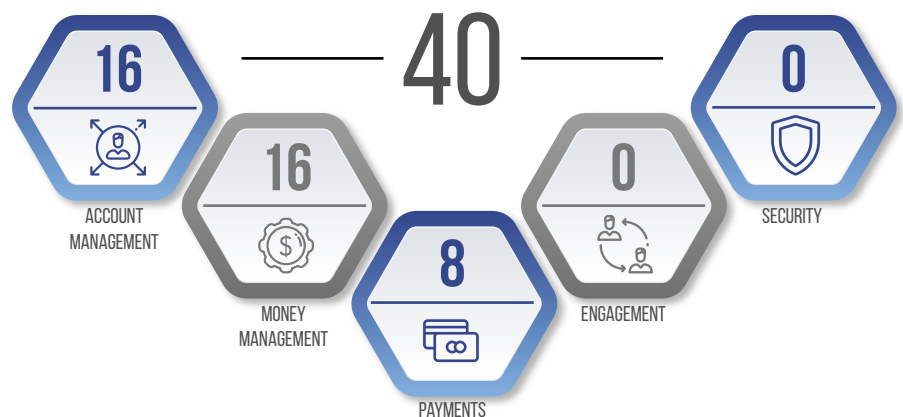 40
16
ACCOUNT
MANAGEMENT
16
$
MONEY
MANAGEMENT
8
PAYMENTS
0
ENGAGEMENT
0
SECURITY